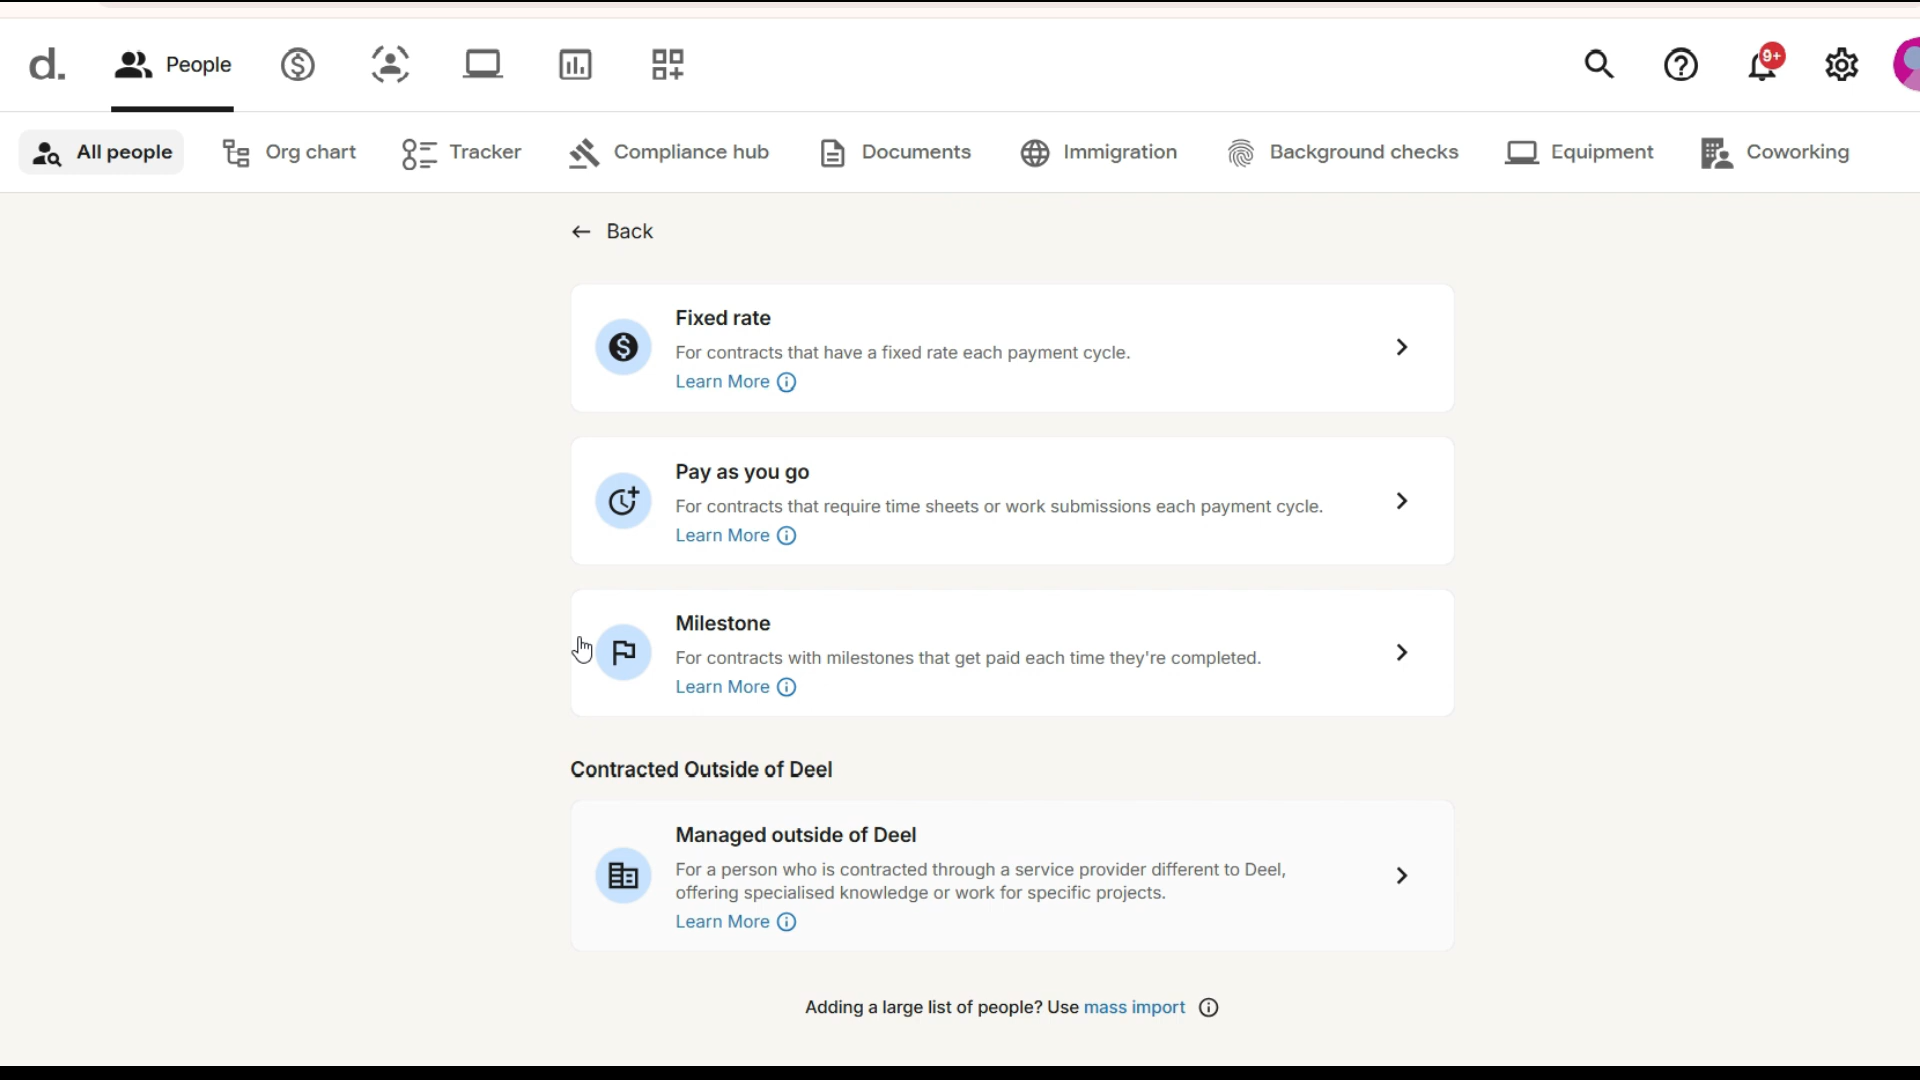 d.
People
9+
All people
Org chart
Tracker
Compliance hub
Documents
Immigration
Background checks
Equipment
Coworking
← Back
Fixed rate
For contracts that have a fixed rate each payment cycle.
Learn More
Pay as you go
For contracts that require time sheets or work submissions each payment cycle.
Learn More
Milestone
For contracts with milestones that get paid each time they're completed.
Learn More
Contracted Outside of Deel
Managed outside of Deel
For a person who is contracted through a service provider different to Deel,
offering specialised knowledge or work for specific projects.
Learn More
Adding a large list of people? Use mass import